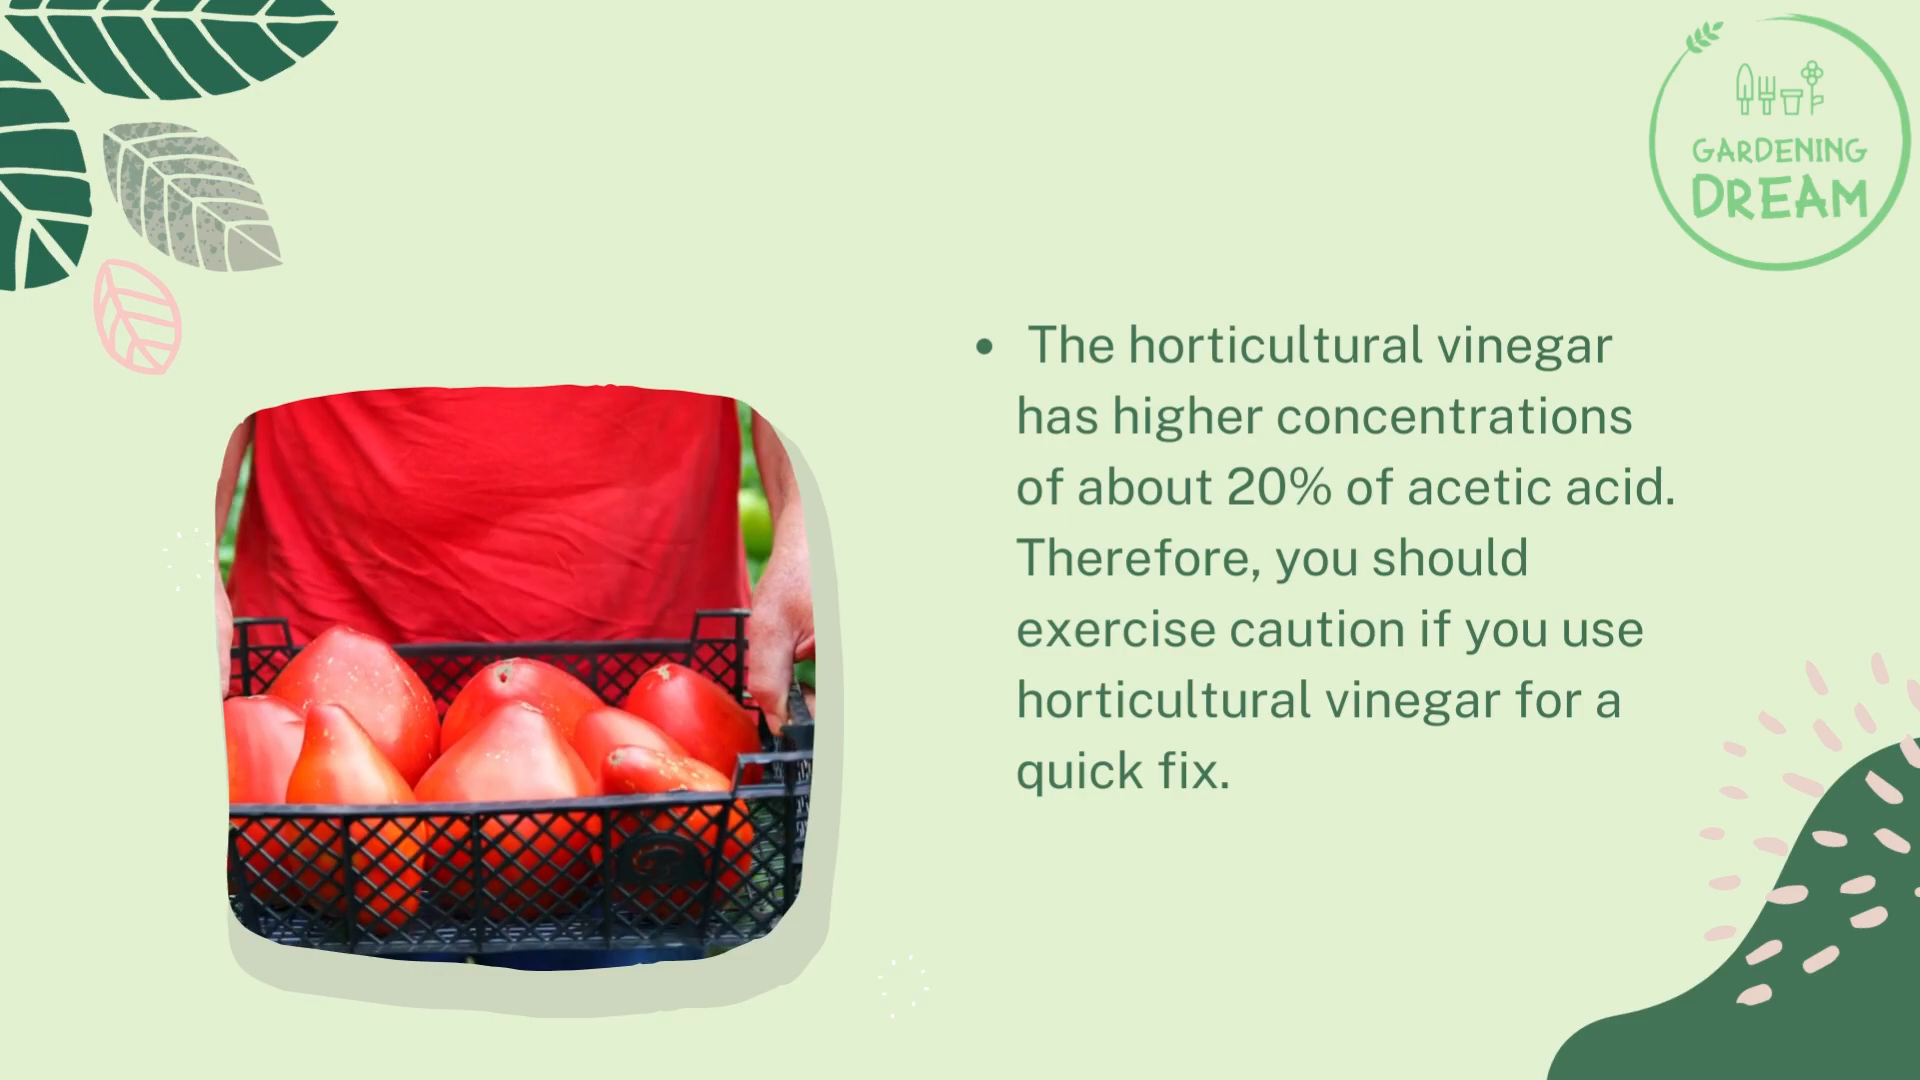 GARDENING
DREAM
• The horticultural vinegar
has higher concentrations
of about 20% of acetic acid.
Therefore, you should
exercise caution if you use
horticultural vinegar for a
quick fix.